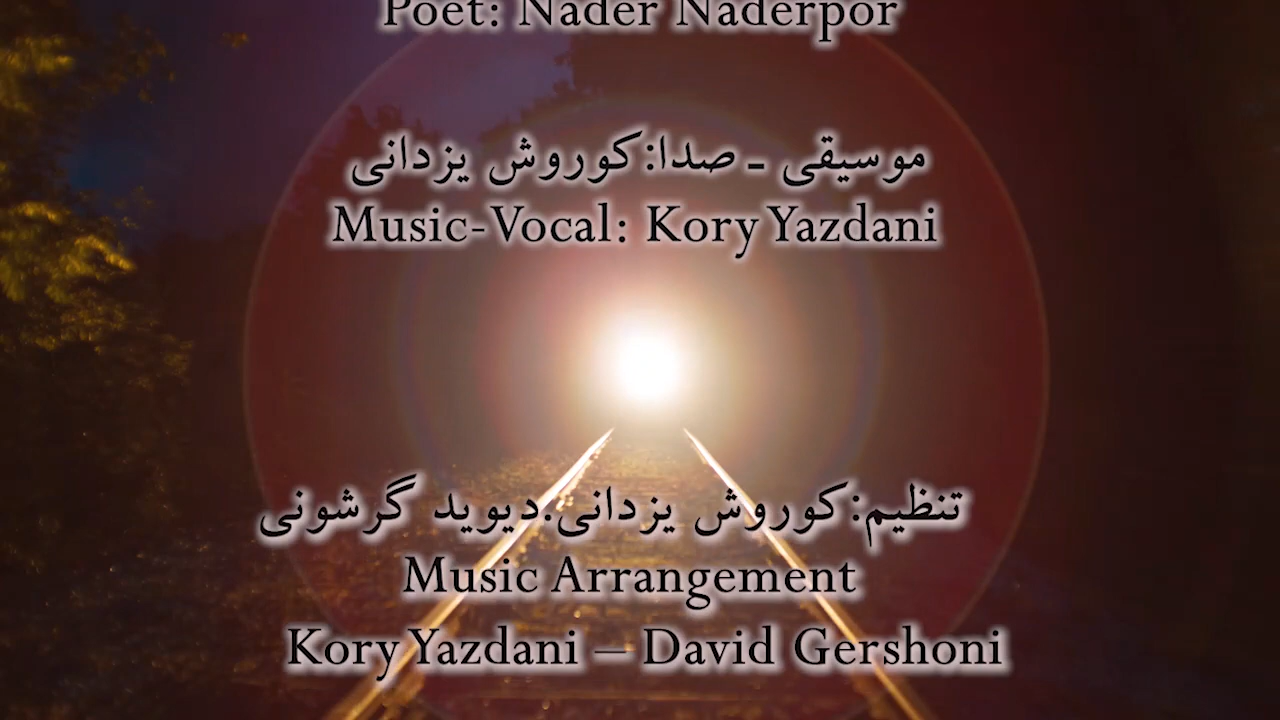 Poet: Nader Naderpor
موسیقی ـ صدا:کوروش یزدانی
Music-Vocal: Kory Yazdani
تنظیم:کوروش یزدانی.دیوید گرشونی
Music Arrangement
Kory Yazdani – David Gershoni